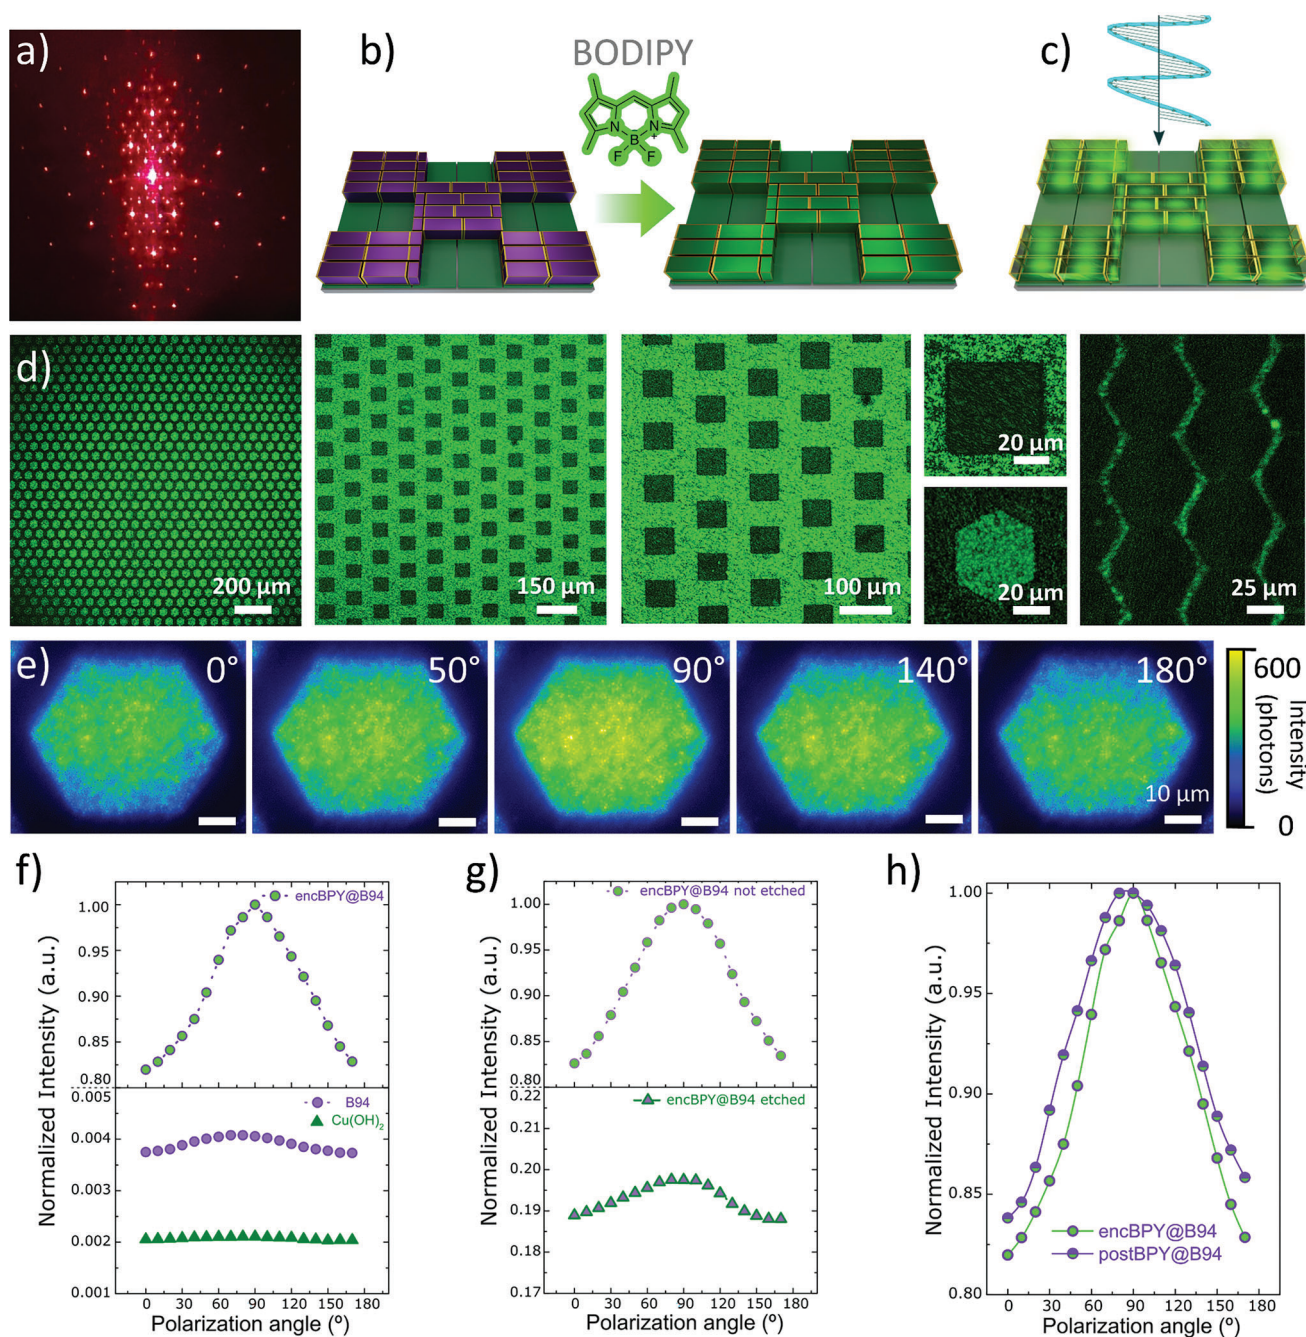 a)
b)
BODIPY
c)
N
N
+
B
F
F
d)
200 µm
150 µm
100 µm
20 µm
20 µm
25 µm
e)
0°
50°
90°
140°
180°
10 µm
600
0
Intensity
(photons)
f)
encBPY@B94
1.00
0.95
0.90
0.85
0.80
0.005
0.004
0.003
0.002
0.001
B94
Cu(OH)₂
Normalized Intensity (a.u.)
0 30 60 90 120 150 180
Polarization angle (º)
g)
encBPY@B94 not etched
1.00
0.95
0.90
0.85
0.80
0.22
0.21
0.20
0.19
0.18
0.17
encBPY@B94 etched
Normalized Intensity (a.u.)
0 30 60 90 120 150 180
Polarization angle (º)
h)
1.00
0.95
0.90
0.85
0.80
encBPY@B94
postBPY@B94
Normalized Intensity (a.u.)
0 30 60 90 120 150 180
Polarization angle (º)